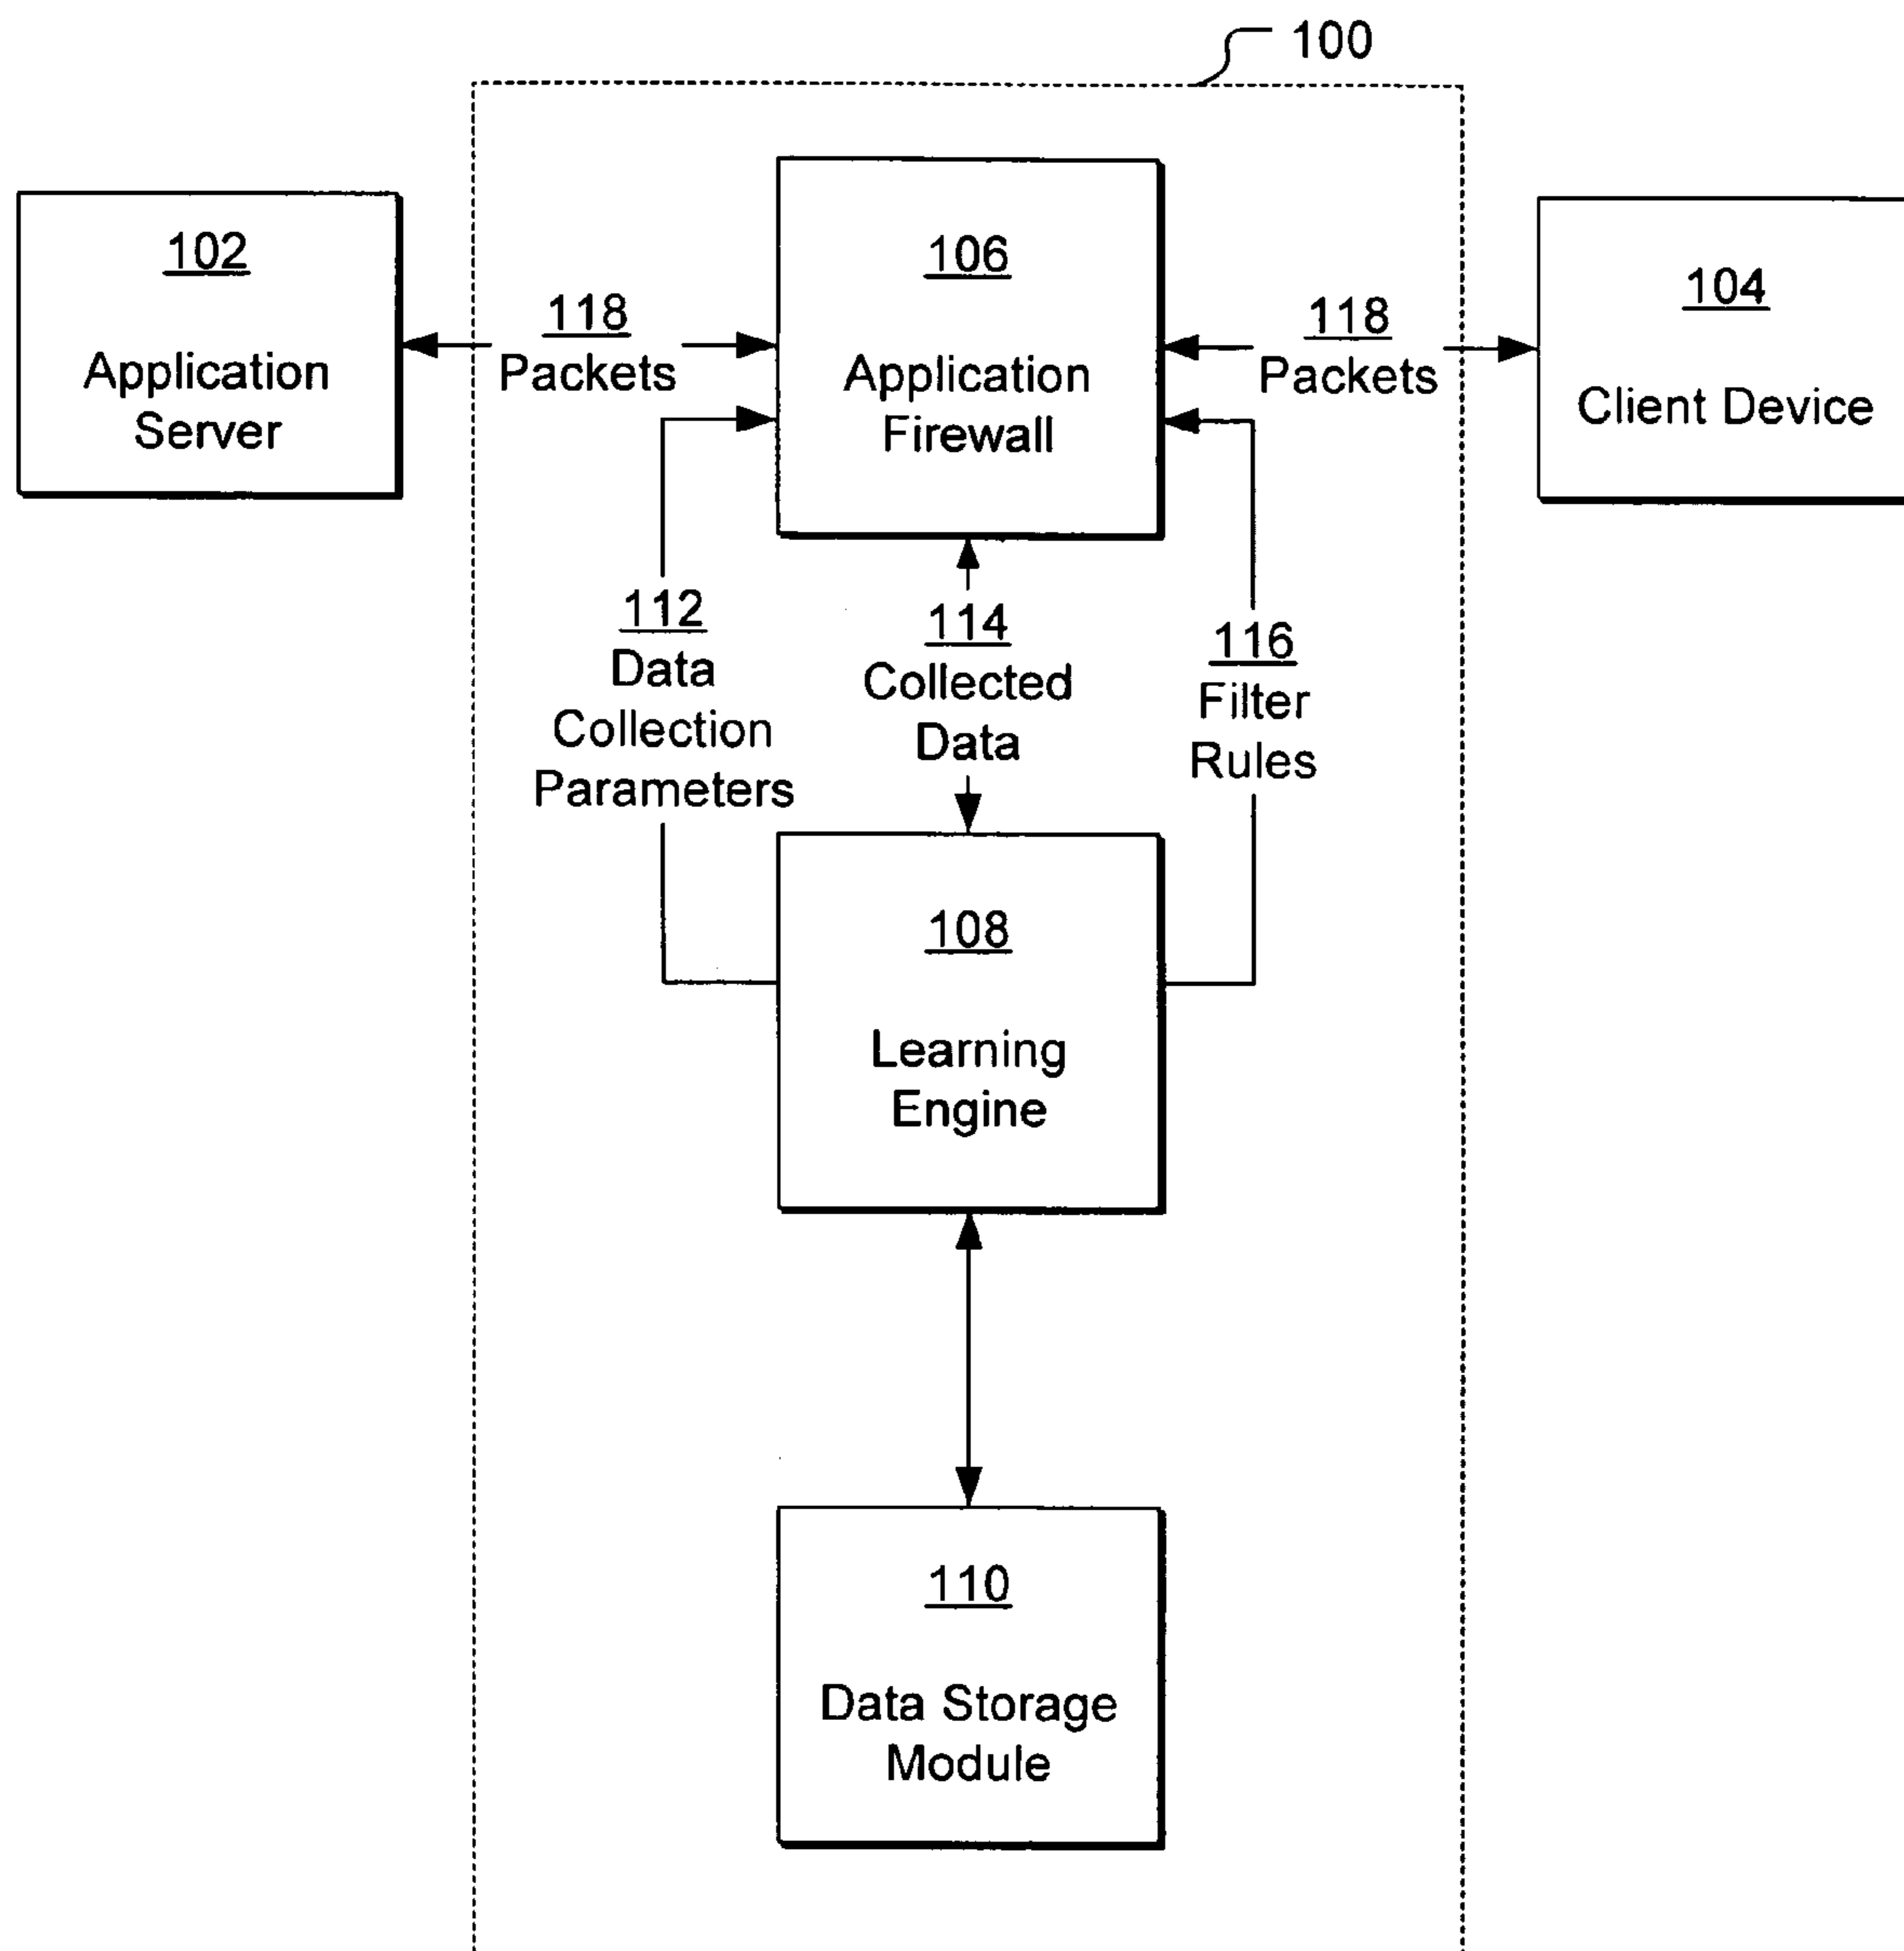 100
102
Application
Server
118
Packets
106
Application
Firewall
118
Packets
104
Client Device
112
Data
Collection
Parameters
114
Collected
Data
116
Filter
Rules
108
Learning
Engine
110
Data Storage
Module